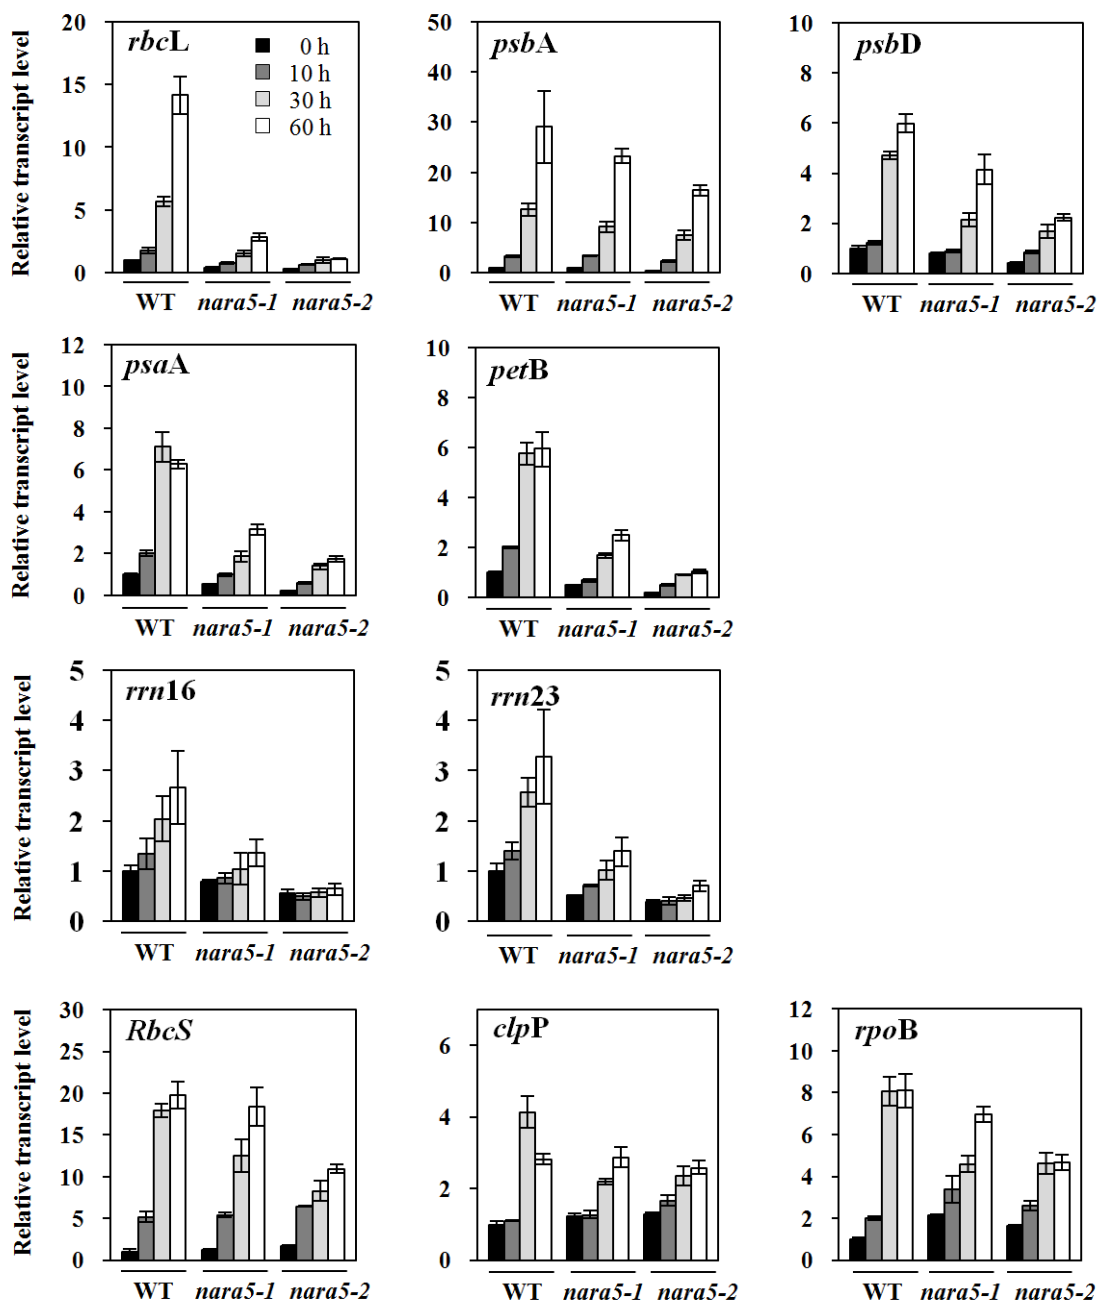 Relative transcript level
20
15
10
5
0
rbcL
0 h
10 h
30 h
60 h
WT nara5-1 nara5-2
50
40
30
20
10
0
psbA
WT nara5-1 nara5-2
10
8
6
4
2
0
psbD
WT nara5-1 nara5-2
Relative transcript level
12
10
8
6
4
2
0
psaA
WT nara5-1 nara5-2
10
8
6
4
2
0
petB
WT nara5-1 nara5-2
Relative transcript level
5
4
3
2
1
0
rrn16
WT nara5-1 nara5-2
5
4
3
2
1
0
rrn23
WT nara5-1 nara5-2
Relative transcript level
30
25
20
15
10
5
0
RbcS
WT nara5-1 nara5-2
6
4
2
0
clpP
WT nara5-1 nara5-2
12
10
8
6
4
2
0
rpoB
WT nara5-1 nara5-2